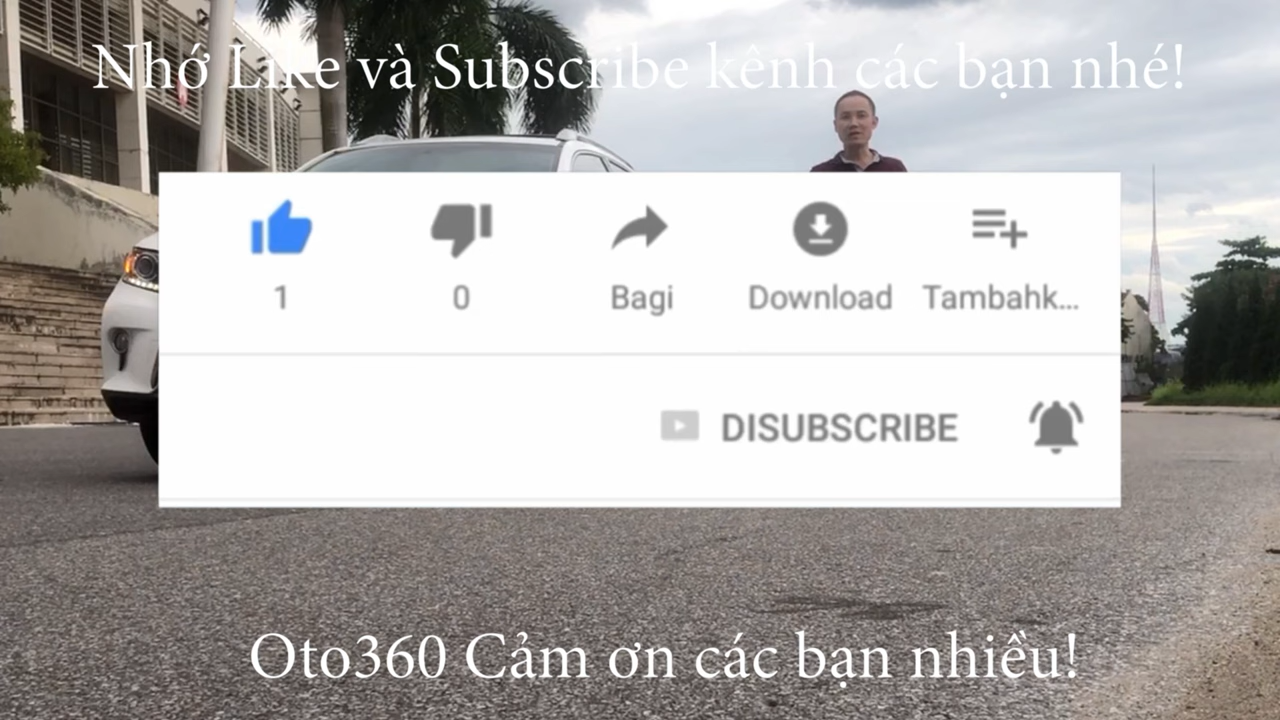 Nhớ Like và Subscribe kênh các bạn nhé!
1 0 Bagi Download Tambahk...
DISUBSCRIBE
Oto360 Cảm ơn các bạn nhiều!